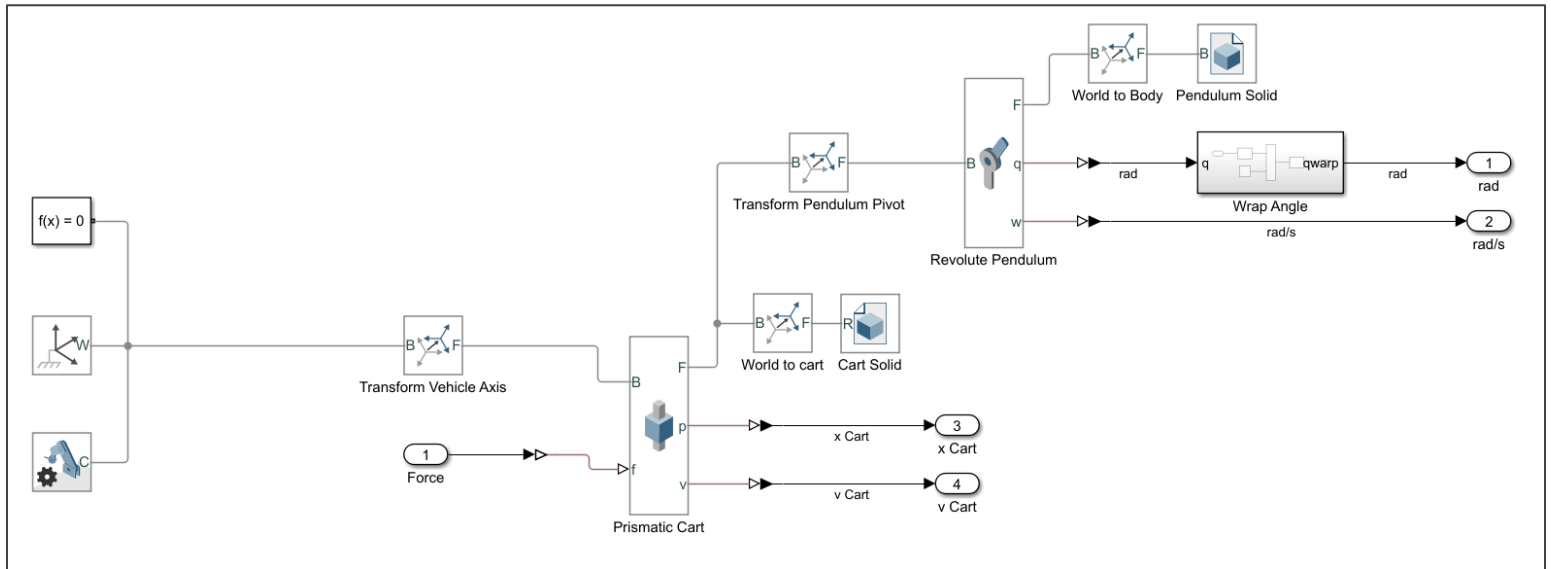 B
F
B
World to Body
Pendulum Solid
F
B
F
B
q
rad
q
qwarp
rad
1
rad
Transform Pendulum Pivot
Wrap Angle
f(x) = 0
w
rad/s
2
rad/s
Revolute Pendulum
W
B
F
Transform Vehicle Axis
B
F
R
World to cart
Cart Solid
F
B
C
1
Force
f
p
x Cart
3
x Cart
v
v Cart
4
v Cart
Prismatic Cart